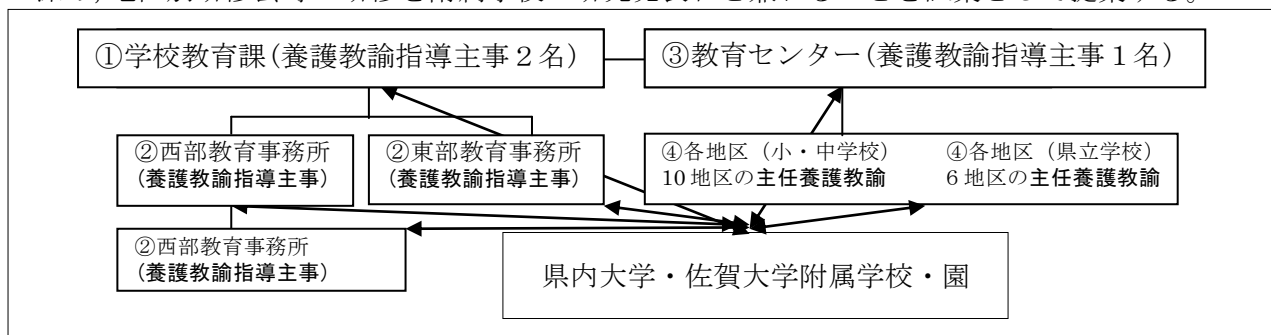 ①学校教育課(養護教諭指導主事2名)
③教育センター(養護教諭指導主事1名)
②西部教育事務所
(養護教諭指導主事)
②東部教育事務所
(養護教諭指導主事)
④各地区(小・中学校)
10地区の主任養護教諭
④各地区(県立学校)
6地区の主任養護教諭
②西部教育事務所
(養護教諭指導主事)
県内大学・佐賀大学附属学校・園